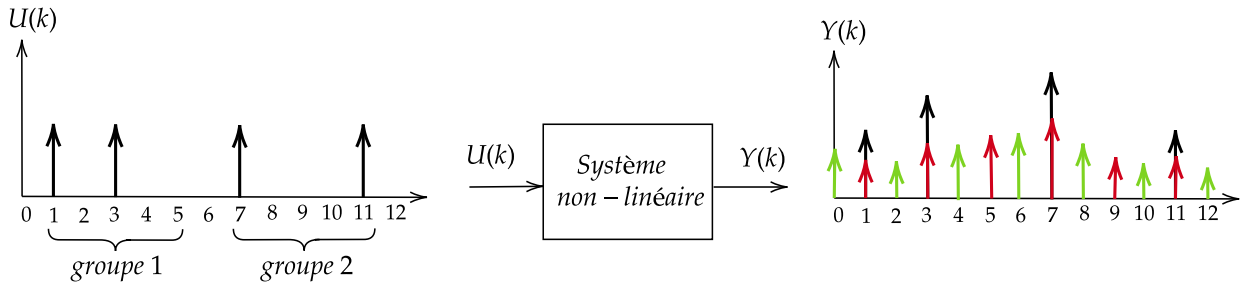 U(k)
0 1 2 3 4 5 6 7 8 9 10 11 12
groupe 1
groupe 2
U(k)
Système
non − linéaire
Y(k)
Y(k)
0 1 2 3 4 5 6 7 8 9 10 11 12